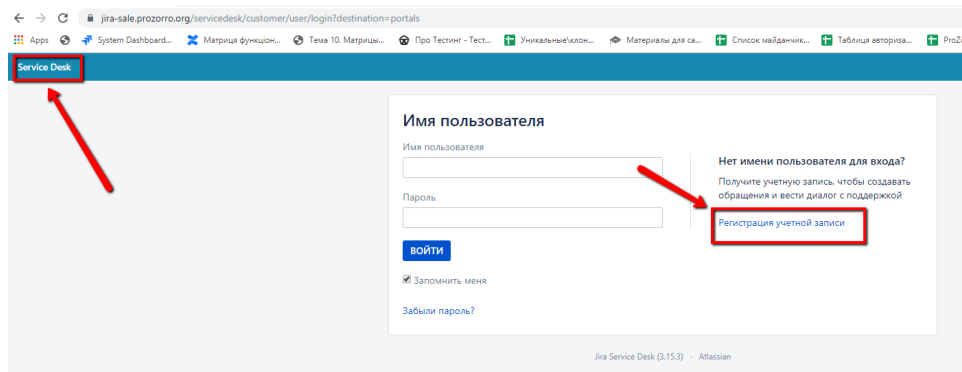 jira-sale.prozorro.org/servicedesk/customer/user/login?destination=portals
Apps System Dashboard... Матриця функціон... Тема 10. Матрицы... Про Тестинг - Тест... Уникальные\клон... Материалы для са... Список майданчик... Таблиця авториза... ProZ
Service Desk
Имя пользователя
Имя пользователя
Пароль
ВОЙТИ
Запомнить меня
Забыли пароль?
Нет имени пользователя для входа?
Получите учетную запись, чтобы создавать
обращения и вести диалог с поддержкой
Регистрация учетной записи
Jira Service Desk (3.15.3) · Atlassian